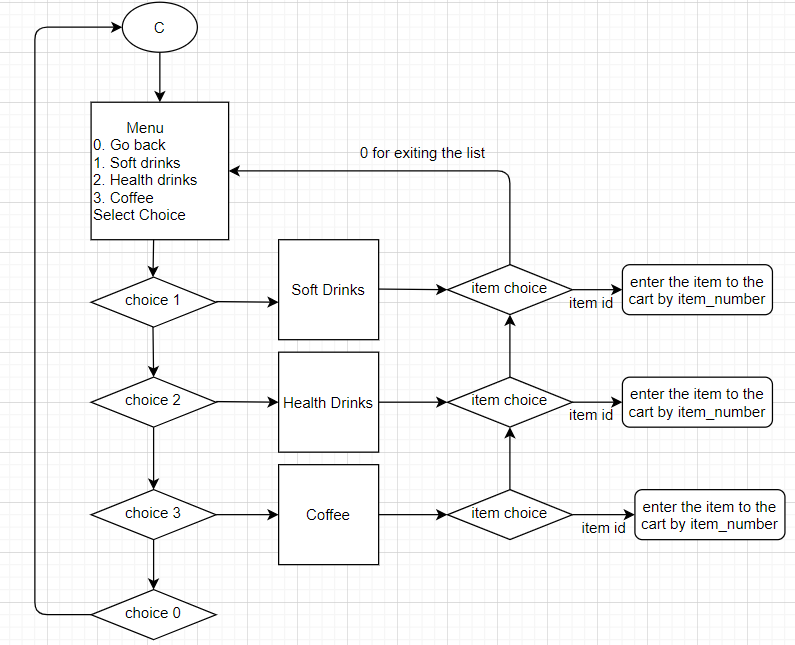 C
Menu
0. Go back
1. Soft drinks
2. Health drinks
3. Coffee
Select Choice
0 for exiting the list
choice 1
Soft Drinks
item choice
item id
enter the item to the
cart by item_number
choice 2
Health Drinks
item choice
item id
enter the item to the
cart by item_number
choice 3
Coffee
item choice
item id
enter the item to the
cart by item_number
choice 0